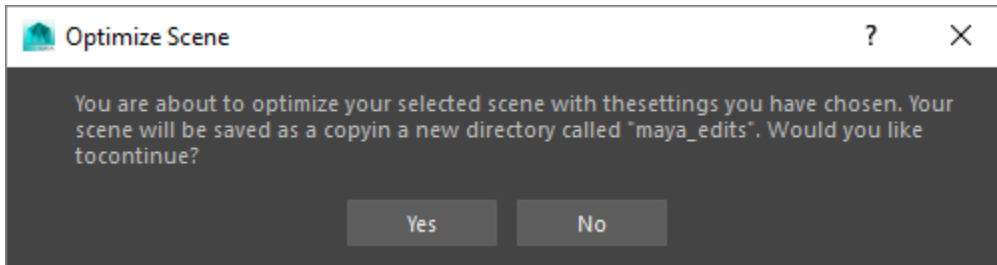 Optimize Scene ?
You are about to optimize your selected scene with thesettings you have chosen. Your
scene will be saved as a copyin a new directory called "maya_edits". Would you like
tocontinue?
Yes No